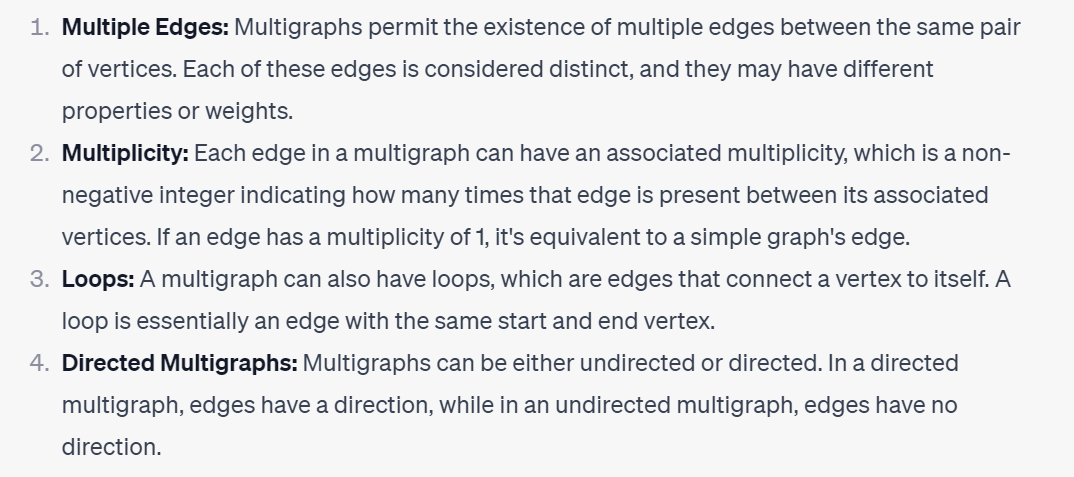 1. Multiple Edges: Multigraphs permit the existence of multiple edges between the same pair
of vertices. Each of these edges is considered distinct, and they may have different
properties or weights.
2. Multiplicity: Each edge in a multigraph can have an associated multiplicity, which is a non-
negative integer indicating how many times that edge is present between its associated
vertices. If an edge has a multiplicity of 1, it's equivalent to a simple graph's edge.
3. Loops: A multigraph can also have loops, which are edges that connect a vertex to itself. A
loop is essentially an edge with the same start and end vertex.
4. Directed Multigraphs: Multigraphs can be either undirected or directed. In a directed
multigraph, edges have a direction, while in an undirected multigraph, edges have no
direction.